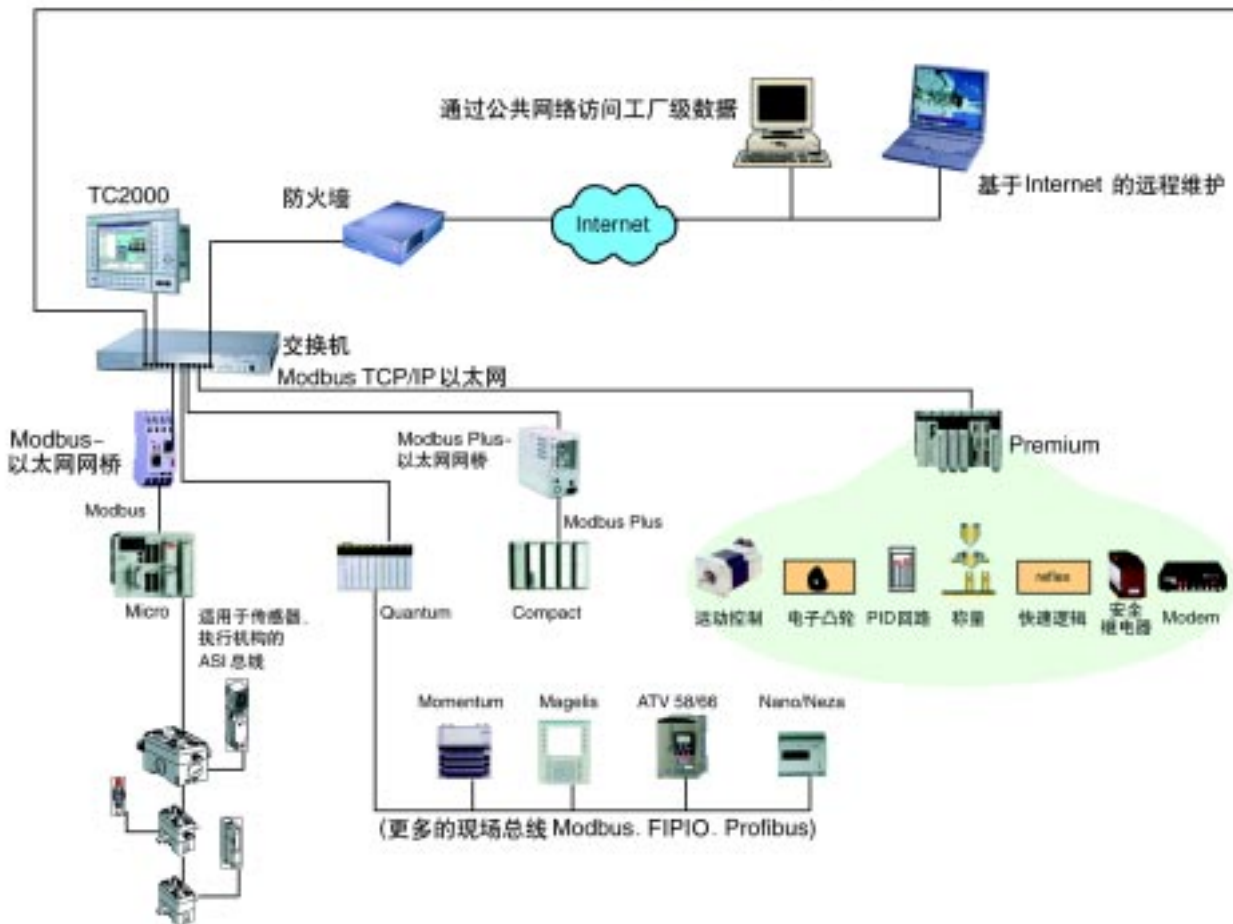 通过公共网络访问工厂级数据
基于Internet 的远程维护
TC2000
防火墙
Internet
交换机
Modbus TCP/IP 以太网
Modbus-
以太网网桥
Modbus Plus-
以太网网桥
Premium
Modbus
Modbus Plus
Micro
Quantum
Compact
reflex
运动控制
电子凸轮
PID回路
称量
快速逻辑
安全
继电器
Modem
适用于传感器、
执行机构的
ASI 总线
Momentum
Magelis
ATV 58/66
Nano/Neza
(更多的现场总线 Modbus. FIPIO. Profibus)